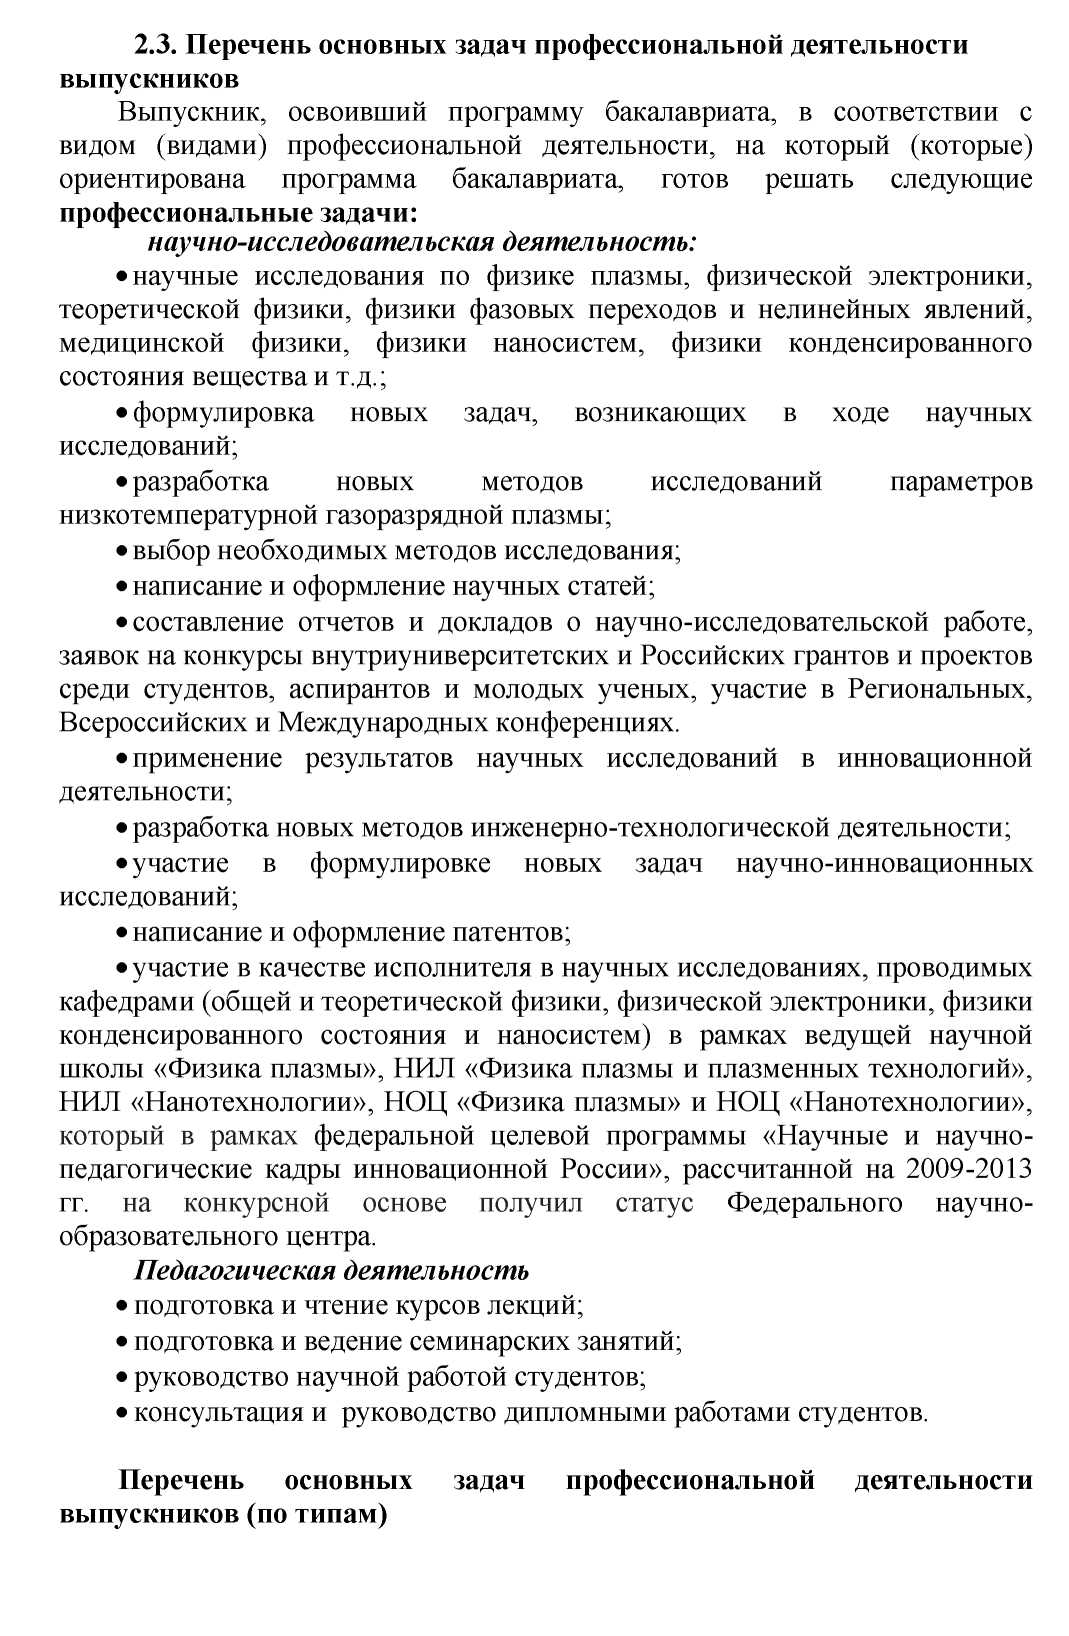 2.3. Перечень основных задач профессиональной деятельности
выпускников
Выпускник, освоивший программу бакалавриата, в соответствии с
видом (видами) профессиональной деятельности, на который (которые)
ориентирована программа бакалавриата, готов решать следующие
профессиональные задачи:
научно-исследовательская деятельность:
•научные исследования по физике плазмы, физической электроники,
теоретической физики, физики фазовых переходов и нелинейных явлений,
медицинской физики, физики наносистем, физики конденсированного
состояния вещества и т.д.;
•формулировка новых задач, возникающих в ходе научных
исследований;
•разработка новых методов исследований параметров
низкотемпературной газоразрядной плазмы;
•выбор необходимых методов исследования;
•написание и оформление научных статей;
•составление отчетов и докладов о научно-исследовательской работе,
заявок на конкурсы внутриуниверситетских и Российских грантов и проектов
среди студентов, аспирантов и молодых ученых, участие в Региональных,
Всероссийских и Международных конференциях.
•применение результатов научных исследований в инновационной
деятельности;
•разработка новых методов инженерно-технологической деятельности;
•участие в формулировке новых задач научно-инновационных
исследований;
•написание и оформление патентов;
•участие в качестве исполнителя в научных исследованиях, проводимых
кафедрами (общей и теоретической физики, физической электроники, физики
конденсированного состояния и наносистем) в рамках ведущей научной
школы «Физика плазмы», НИЛ «Физика плазмы и плазменных технологий»,
НИЛ «Нанотехнологии», НОЦ «Физика плазмы» и НОЦ «Нанотехнологии»,
который в рамках федеральной целевой программы «Научные и научно-
педагогические кадры инновационной России», рассчитанной на 2009-2013
гг. на конкурсной основе получил статус Федерального научно-
образовательного центра.
Педагогическая деятельность
• подготовка и чтение курсов лекций;
• подготовка и ведение семинарских занятий;
• руководство научной работой студентов;
• консультация и руководство дипломными работами студентов.
Перечень основных задач профессиональной деятельности
выпускников (по типам)